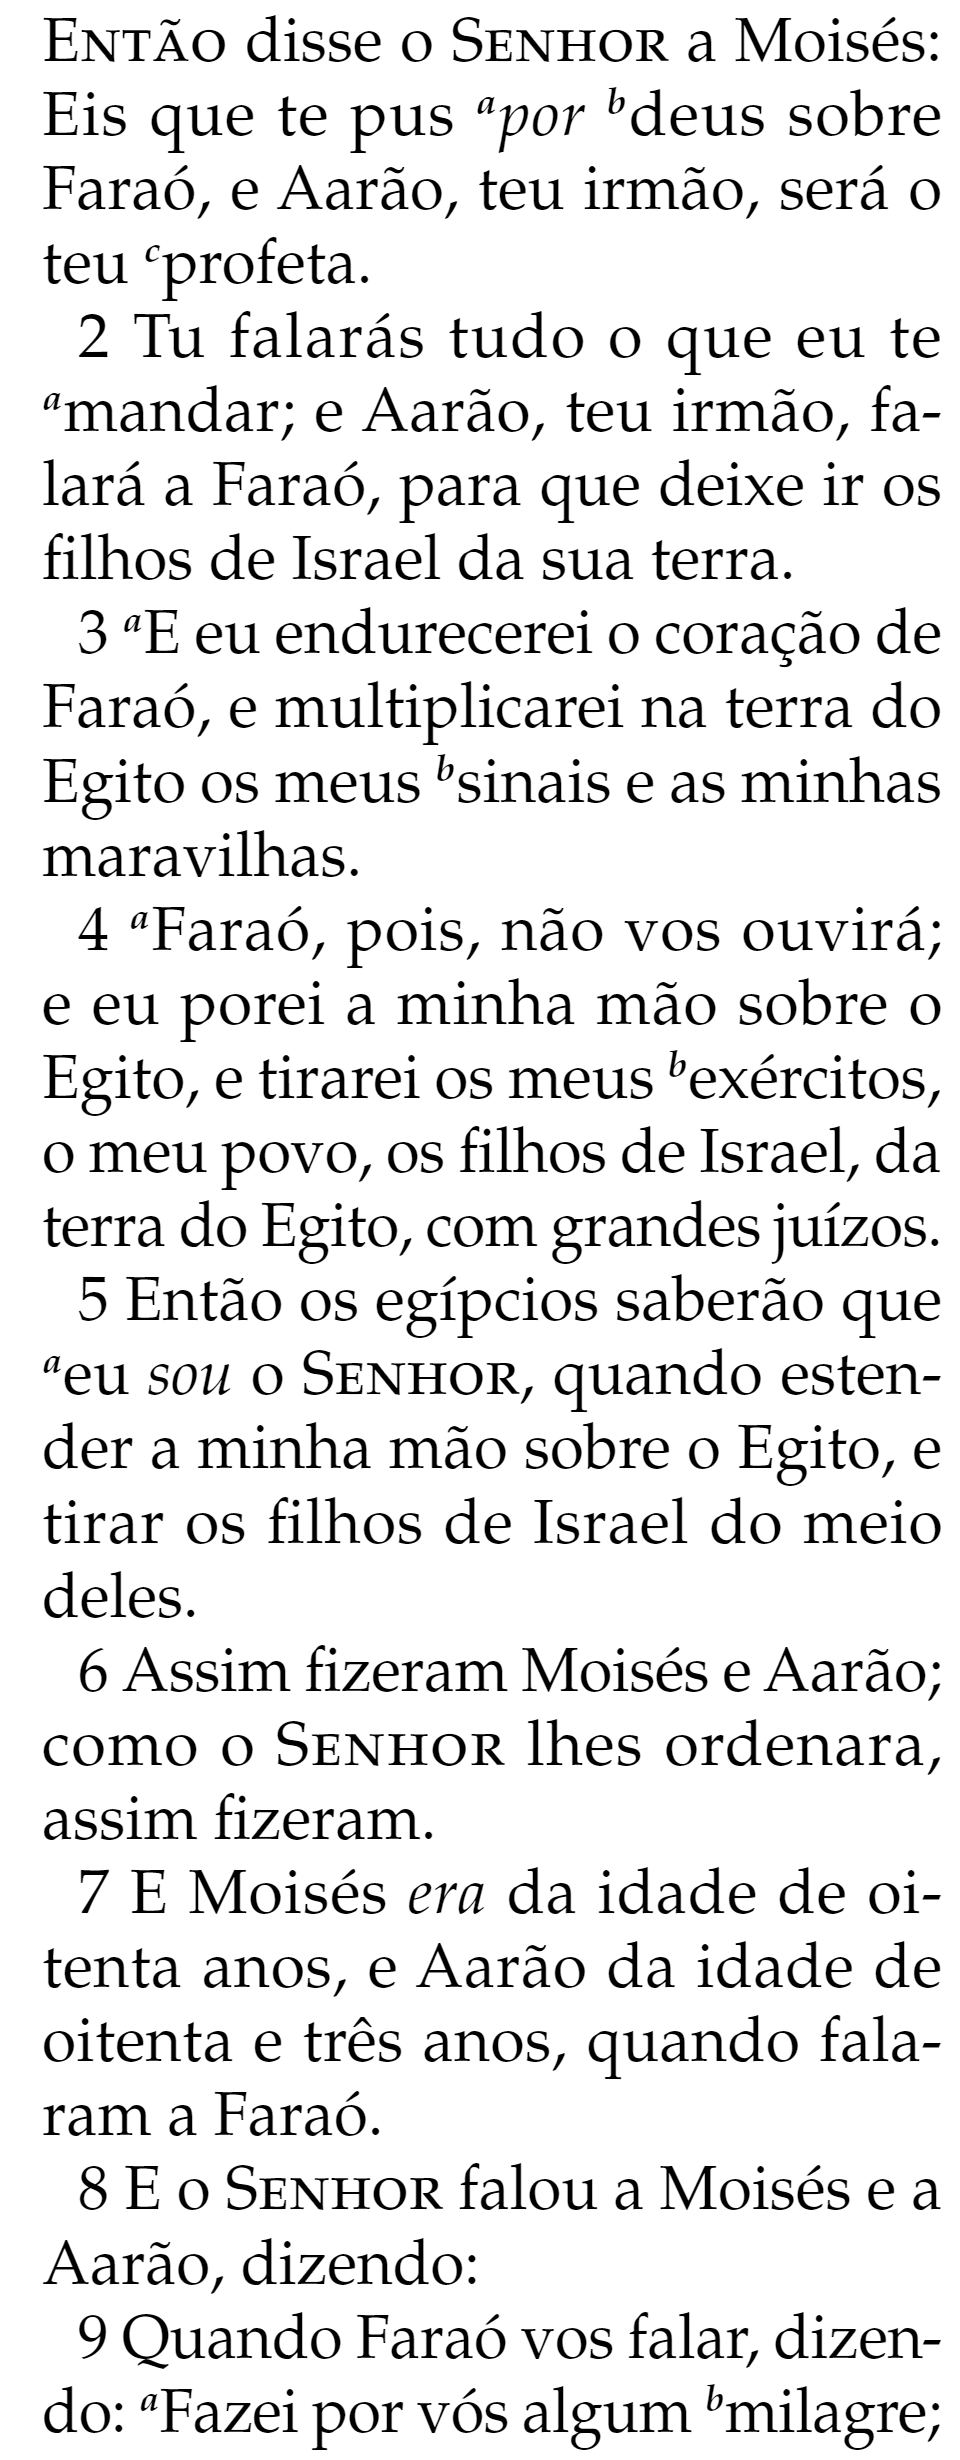 ENTÃO disse o SENHOR a Moisés:
Eis que te pus ᵃpor ᵇdeus sobre
Faraó, e Aarão, teu irmão, será o
teu ᶜprofeta.
2 Tu falarás tudo o que eu te
ᵃmandar; e Aarão, teu irmão, fa-
lará a Faraó, para que deixe ir os
filhos de Israel da sua terra.
3 ᵃE eu endurecerei o coração de
Faraó, e multiplicarei na terra do
Egito os meus ᵇsinais e as minhas
maravilhas.
4 ᵃFaraó, pois, não vos ouvirá;
e eu porei a minha mão sobre o
Egito, e tirarei os meus ᵇexércitos,
o meu povo, os filhos de Israel, da
terra do Egito, com grandes juízos.
5 Então os egípcios saberão que
ᵃeu sou o SENHOR, quando esten-
der a minha mão sobre o Egito, e
tirar os filhos de Israel do meio
deles.
6 Assim fizeram Moisés e Aarão;
como o SENHOR lhes ordenara,
assim fizeram.
7 E Moisés era da idade de oi-
tenta anos, e Aarão da idade de
oitenta e três anos, quando fala-
ram a Faraó.
8 E o SENHOR falou a Moisés e a
Aarão, dizendo:
9 Quando Faraó vos falar, dizen-
do: ᵃFazei por vós algum ᵇmilagre;